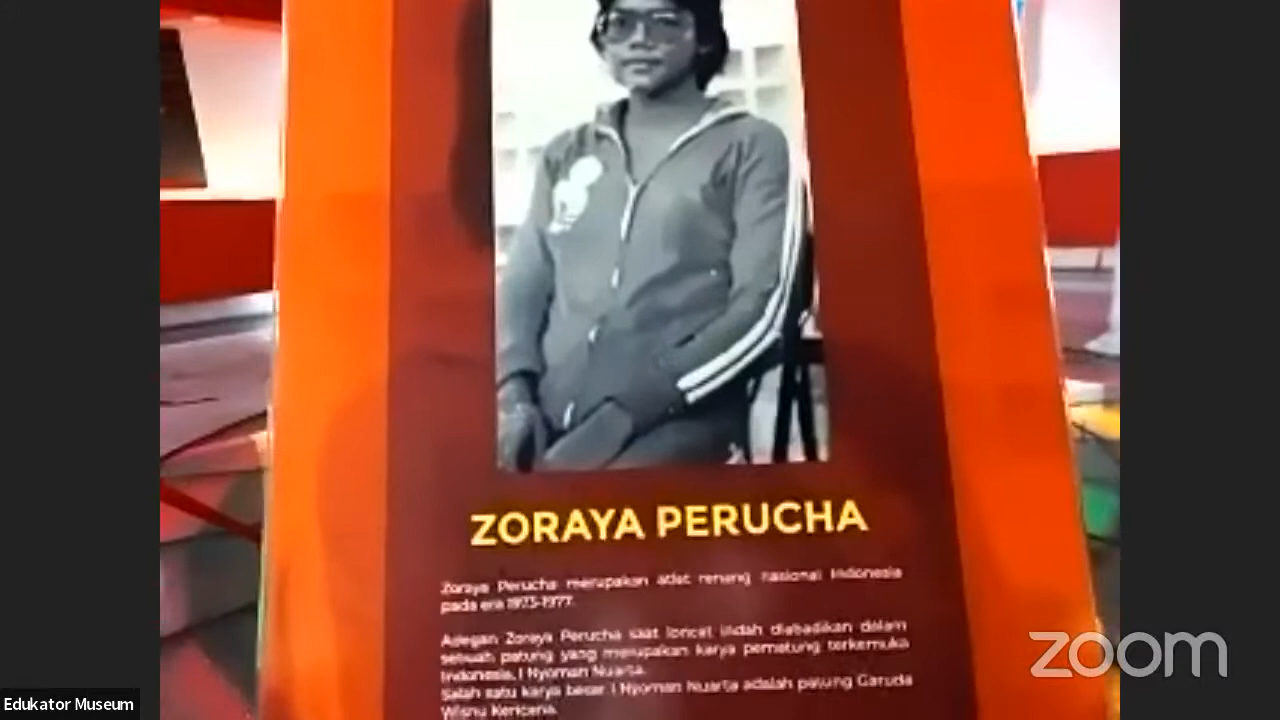 ZORAYA PERUCHA
Zoraya Perucha merupakan atlet renang nasional Indonesia
pada era 1973-1977.
Adegan Zoraya Perucha saat loncat indah diabadikan dalam
sebuah patung yang merupakan karya pematung terkemuka
Indonesia, I Nyoman Nuarta.
Salah satu karya besar I Nyoman Nuarta adalah patung Garuda
Wisnu Kencana.
zoom
Edukator Museum